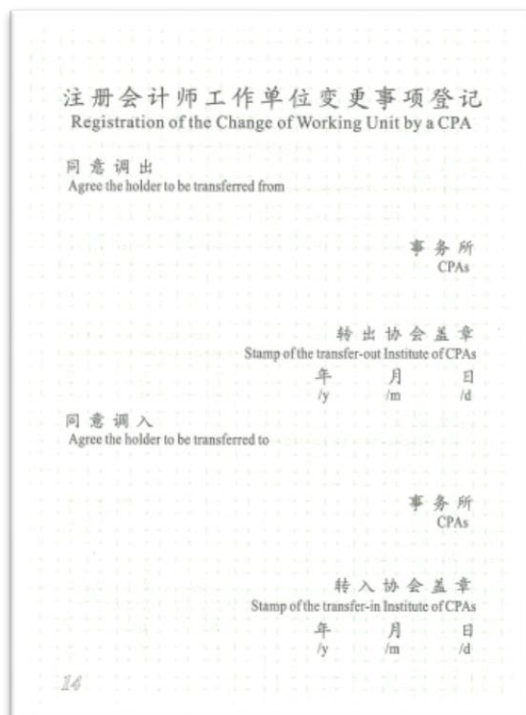 注册会计师工作单位变更事项登记
Registration of the Change of Working Unit by a CPA
同意调出
Agree the holder to be transferred from
事务所
CPAs
转出协会盖章
Stamp of the transfer-out Institute of CPAs
年 月 日
/y /m /d
同意调入
Agree the holder to be transferred to
事务所
CPAs
转入协会盖章
Stamp of the transfer-in Institute of CPAs
年 月 日
/y /m /d
14